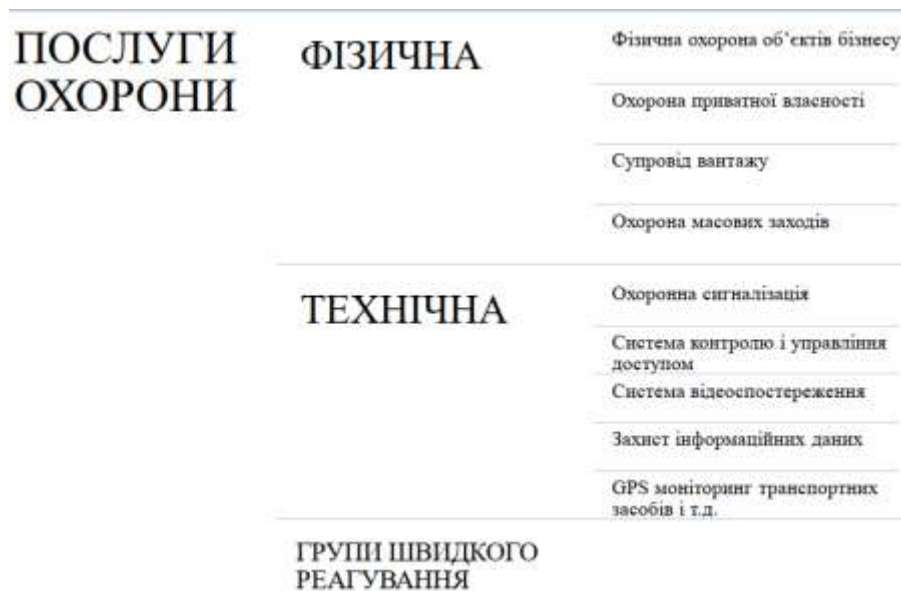 ПОСЛУГИ
ОХОРОНИ
ФІЗИЧНА
Фізична охорона об’єктів бізнесу
Охорона приватної власності
Супровід вантажу
Охорона масових заходів
ТЕХНІЧНА
Охоронна сигналізація
Система контролю і управління
доступом
Система відеоспостереження
Захист інформаційних даних
GPS моніторинг транспортних
засобів і т.д.
ГРУПИ ШВИДКОГО
РЕАГУВАННЯ